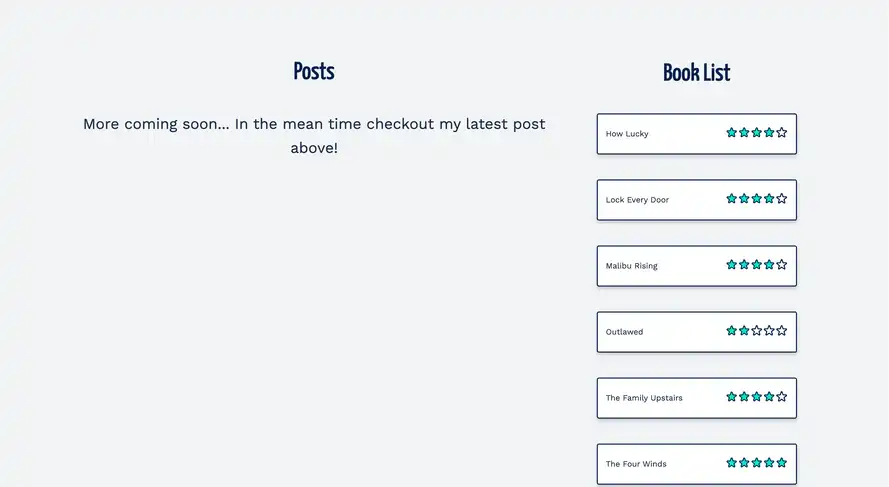 Posts
More coming soon... In the mean time checkout my latest post
above!
Book List
How Lucky
Lock Every Door
Malibu Rising
Outlawed
The Family Upstairs
The Four Winds